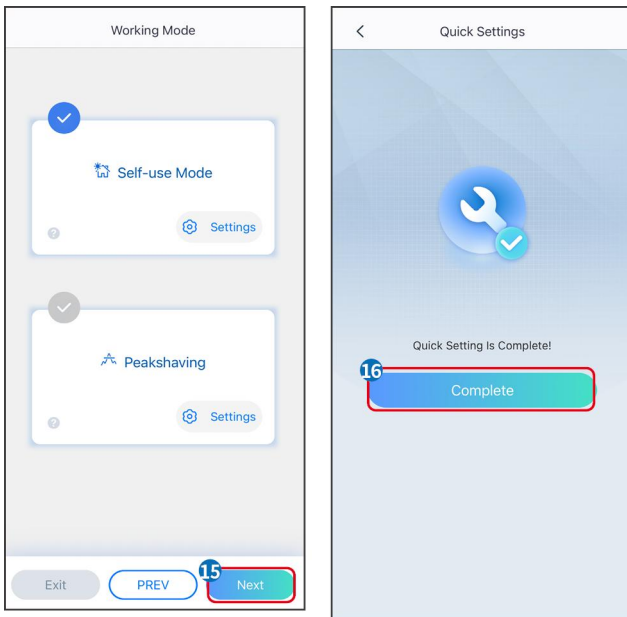 Working Mode
Self-use Mode
?
Settings
Peakshaving
?
Settings
15
Exit
PREV
Next
Quick Settings
Quick Setting Is Complete!
16
Complete